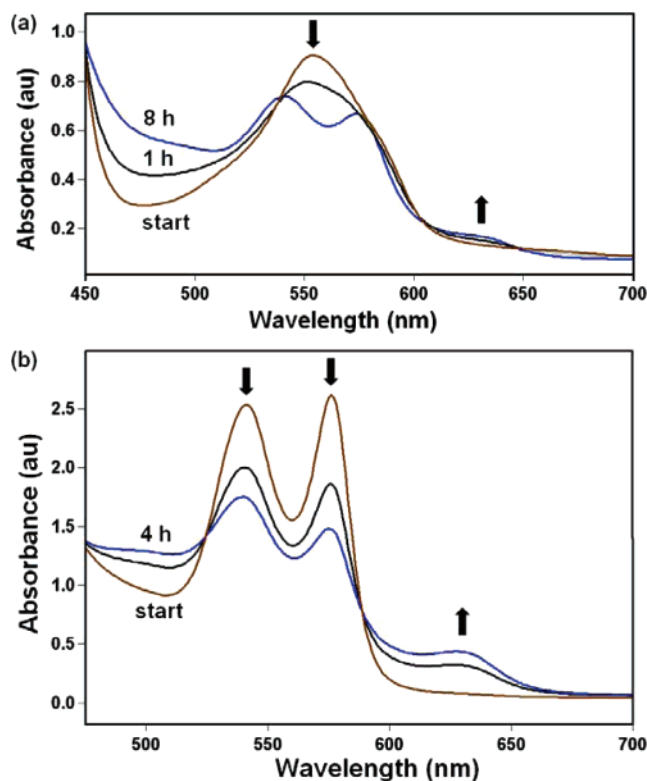 (a)
1.0
0.8
0.6
0.4
0.2
Absorbance (au)
8 h
1 h
start
450 500 550 600 650 700
Wavelength (nm)
(b)
2.5
2.0
1.5
1.0
0.5
0.0
Absorbance (au)
4 h
start
500 550 600 650 700
Wavelength (nm)